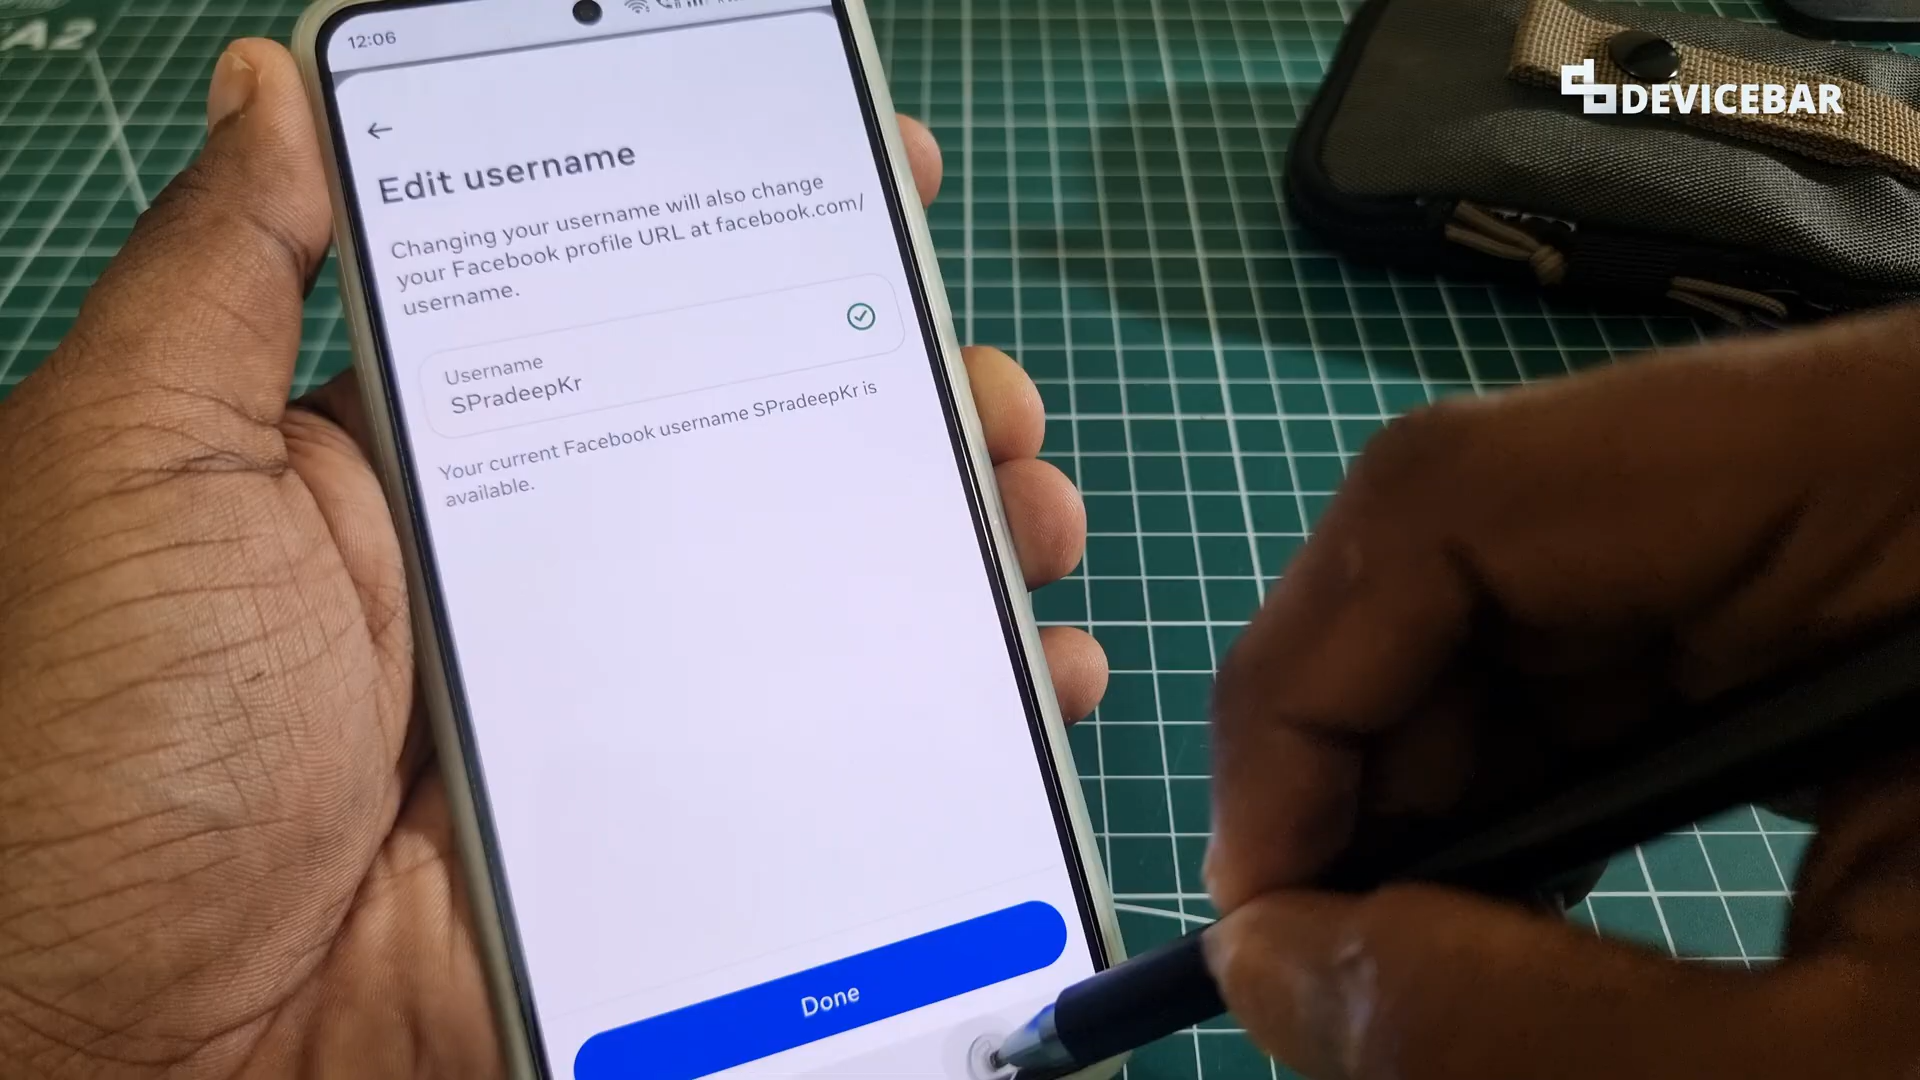 A2
12:06
DEVICEBAR
Edit username
Changing your username will also change
your Facebook profile URL at facebook.com/
username.
Username
SPradeepKr
Your current Facebook username SPradeepKr is
available.
Done